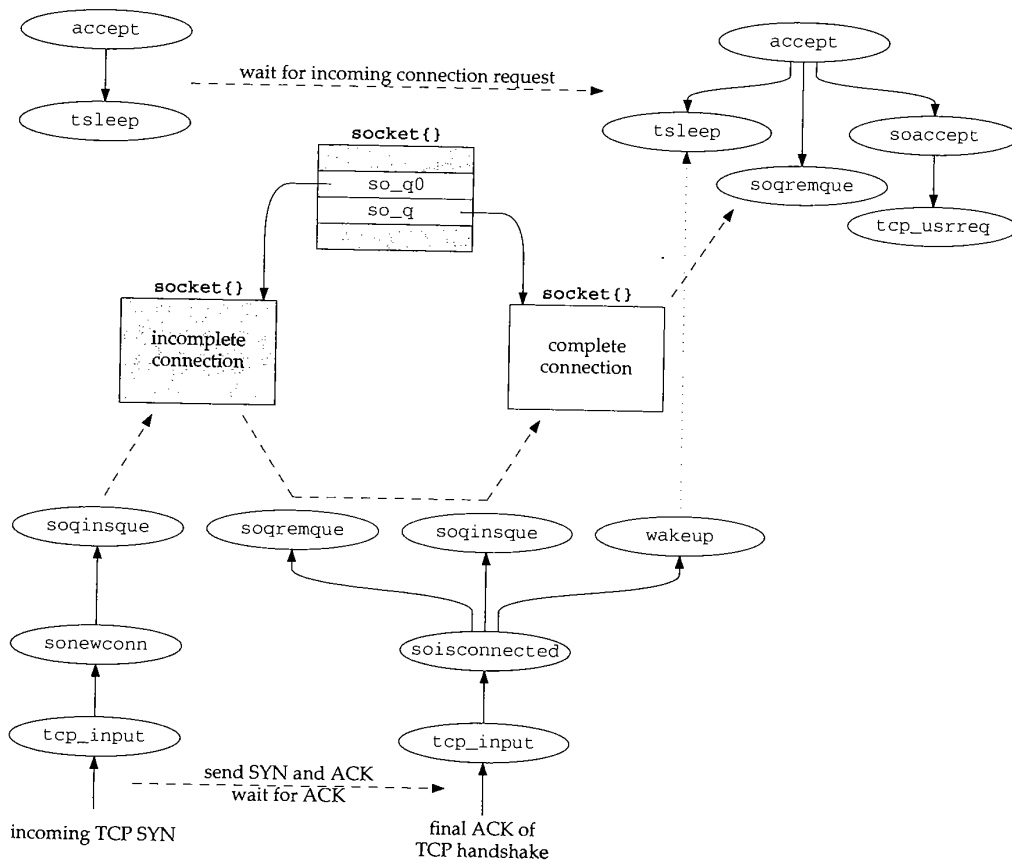 accept
accept
wait for incoming connection request
tsleep
tsleep
soaccept
socket{}
so_q0
so_q
soqremque
tcp_usrreq
socket{}
socket{}
incomplete
connection
complete
connection
soqinsque
soqremque
soqinsque
wakeup
sonewconn
soisconnected
tcp_input
tcp_input
send SYN and ACK
wait for ACK
incoming TCP SYN
final ACK of
TCP handshake